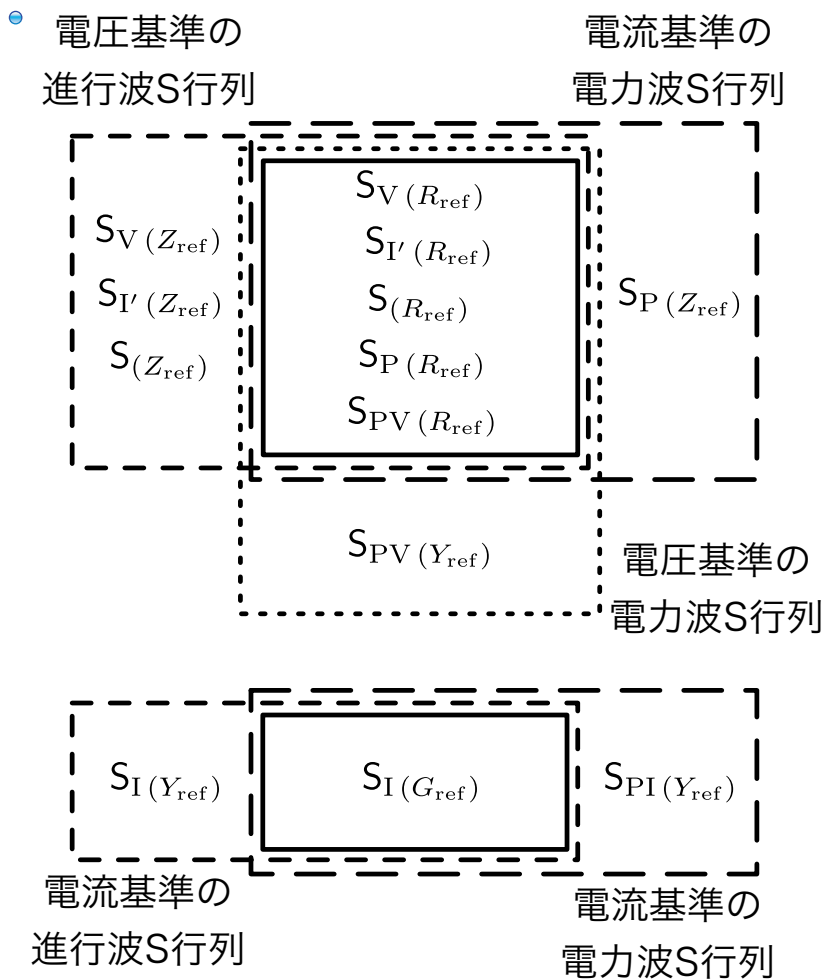 電圧基準の
進行波S行列
電流基準の
電力波S行列
S_V (Z_ref)
S_I′ (Z_ref)
S_(Z_ref)
S_V (R_ref)
S_I′ (R_ref)
S_(R_ref)
S_P (R_ref)
S_PV (R_ref)
S_P (Z_ref)
S_PV (Y_ref)
電圧基準の
電力波S行列
S_I (Y_ref)
S_I (G_ref)
S_PI (Y_ref)
電流基準の
進行波S行列
電流基準の
電力波S行列